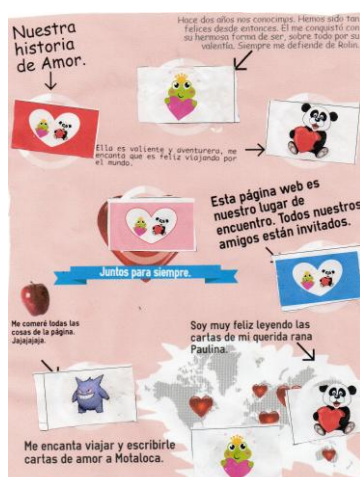 Nuestra
historia
de Amor.
Hace dos años nos conocimos. Hemos sido tan
felices desde entonces. El me conquistó con
su hermosa forma de ser, sobre todo por su
valentía. Siempre me defiende de Rolin.
Ella es valiente y aventurera, me
encanta que es feliz viajando por
el mundo.
Esta página web es
nuestro lugar de
encuentro. Todos nuestros
amigos están invitados.
Juntos para siempre.
Me comeré todas las
cosas de la página.
Jajajajaja.
Soy muy feliz leyendo las
cartas de mi querida rana
Paulina.
Me encanta viajar y escribirle
cartas de amor a Motaloca.